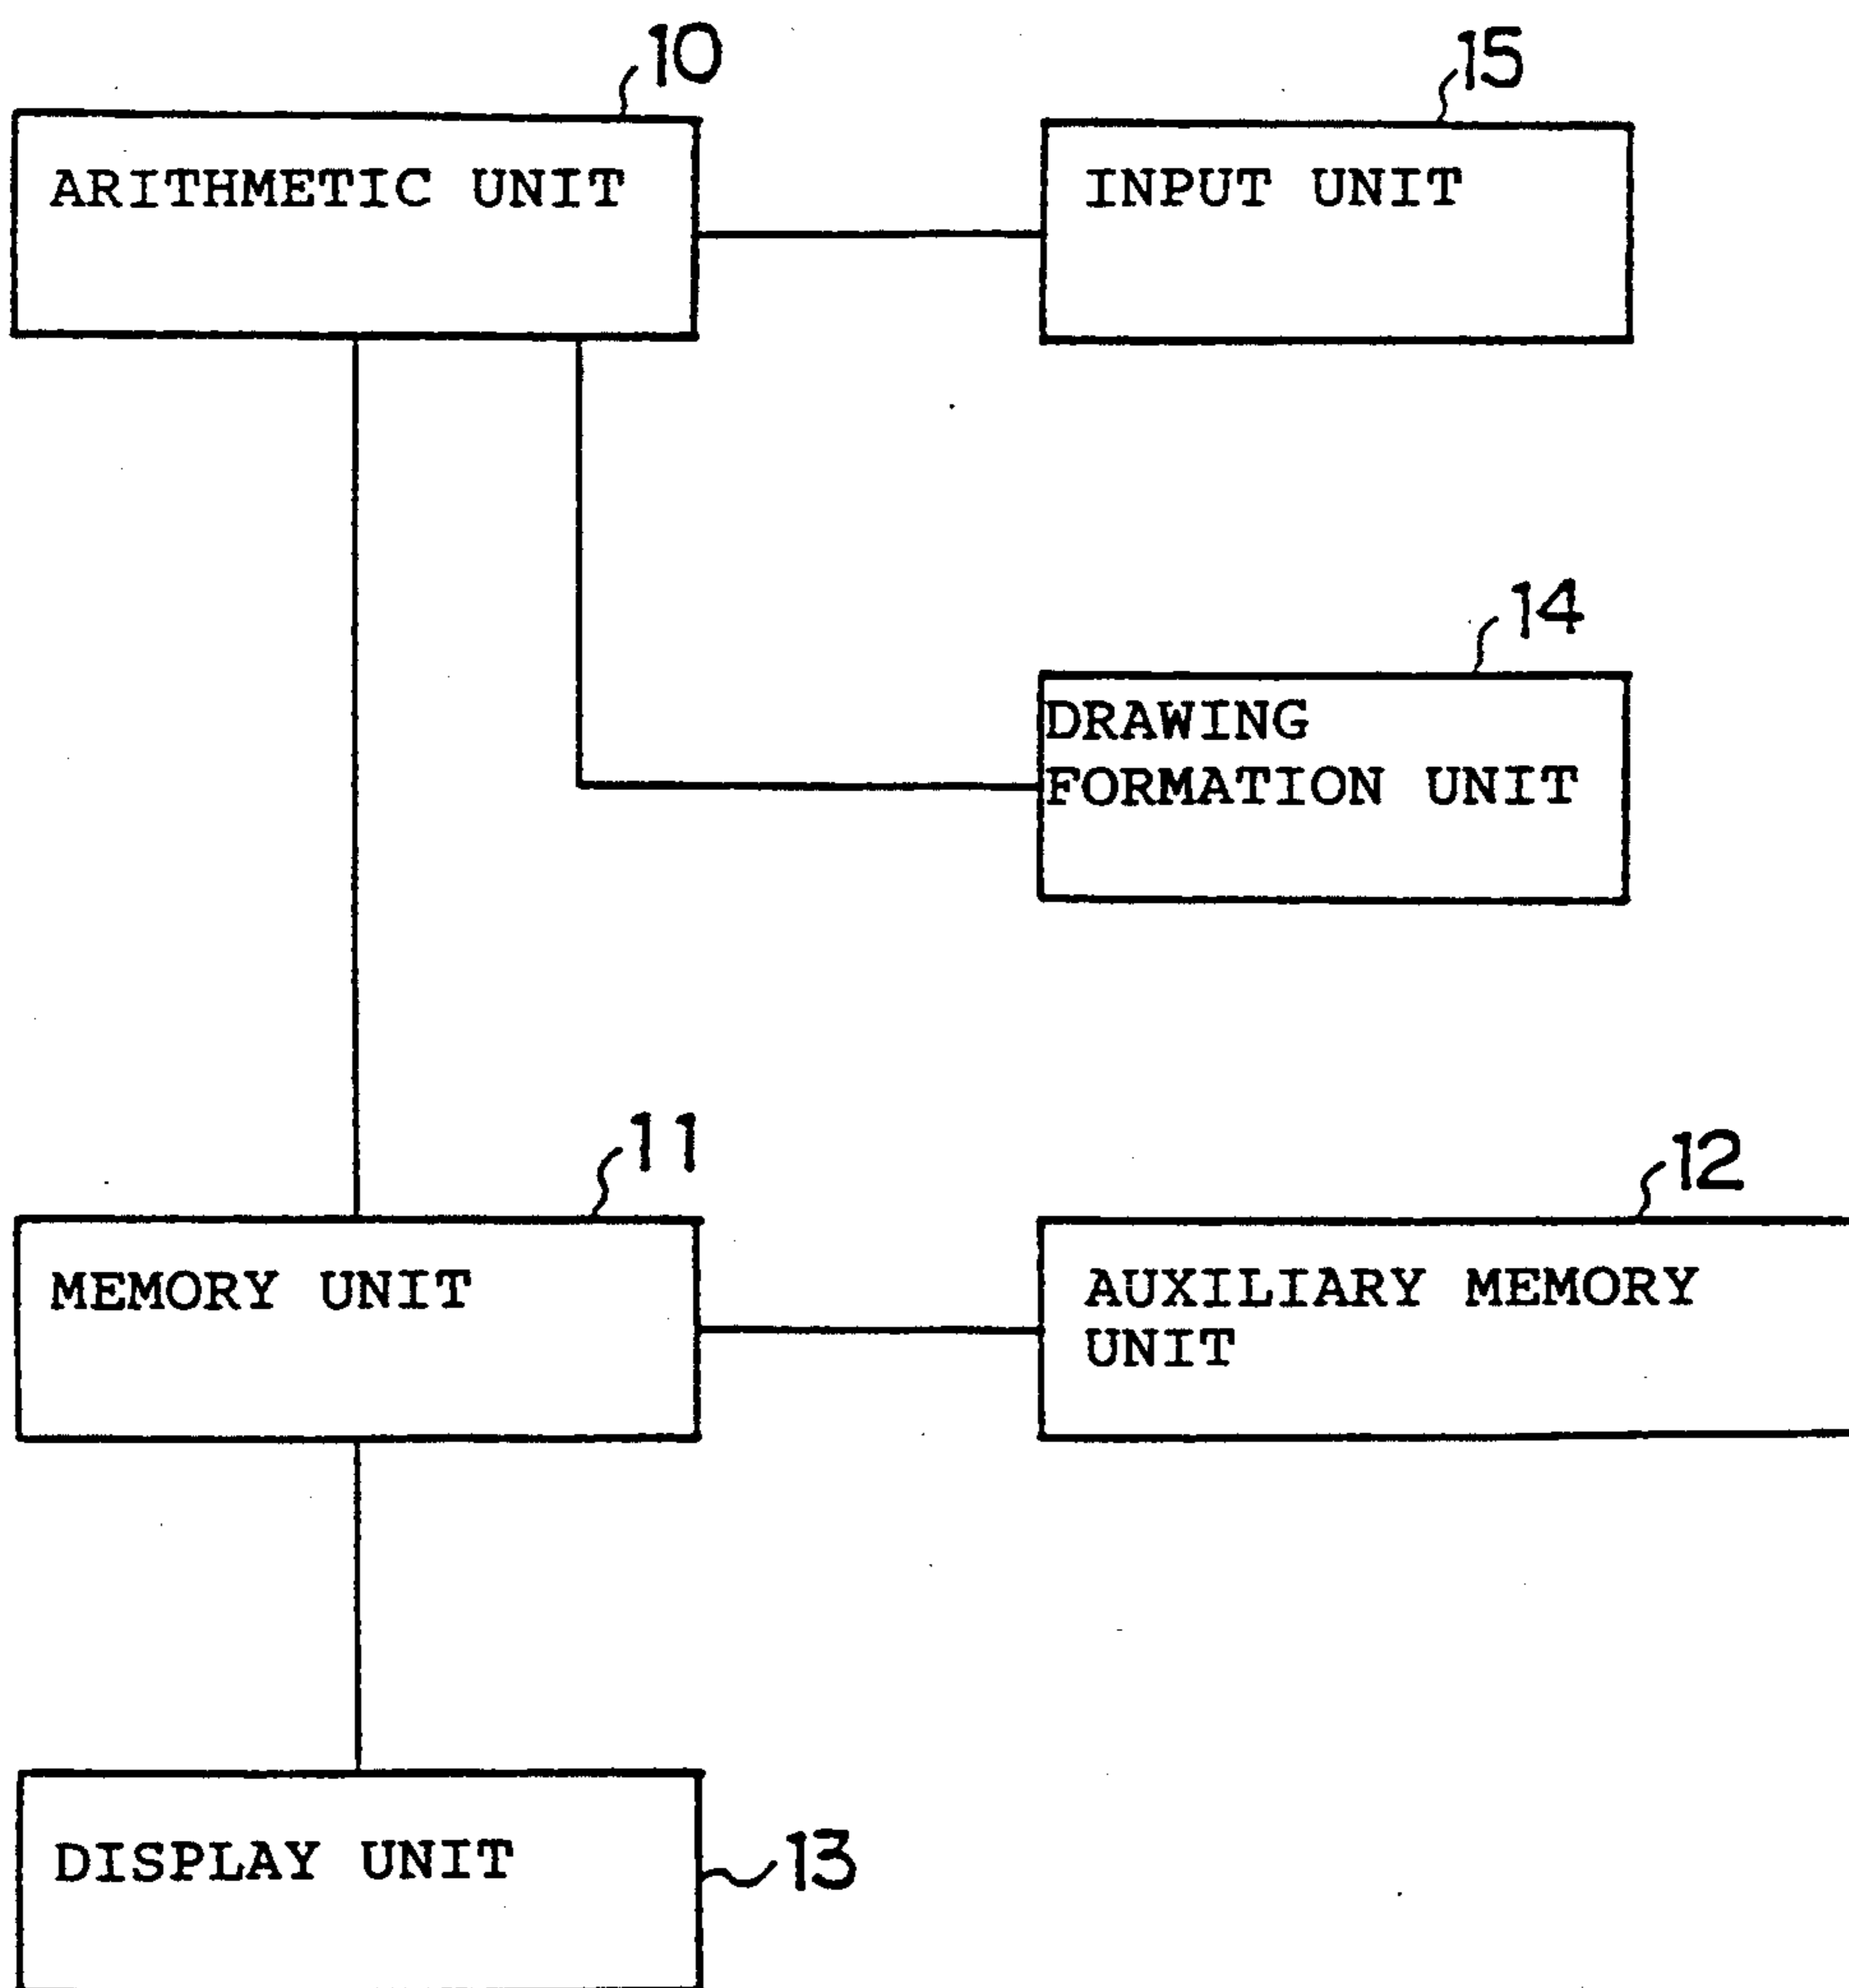 10
15
ARITHMETIC UNIT
INPUT UNIT
14
DRAWING
FORMATION UNIT
11
12
MEMORY UNIT
AUXILIARY MEMORY
UNIT
DISPLAY UNIT
13